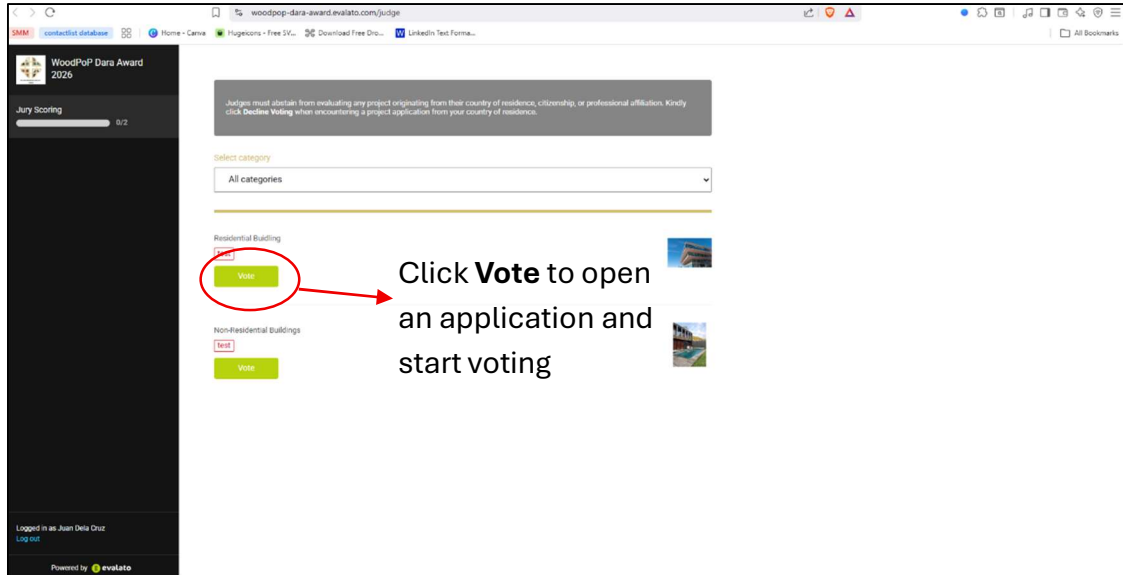 woodpop-dara-award.evalato.com/judge
SMM
contactlist database
Home - Canva
Hugeicons - Free SV...
Download Free Dro...
LinkedIn Text Forma...
All Bookmarks
WoodPoP Dara Award
2026
Jury Scoring
0/2
Judges must abstain from evaluating any project originating from their country of residence, citizenship, or professional affiliation. Kindly
click Decline Voting when encountering a project application from your country of residence.
Select category
All categories
Residential Buidling
test
Vote
Click Vote to open
an application and
start voting
Non-Residential Buildings
test
Vote
Logged in as Juan Dela Cruz
Log out
Powered by evalato